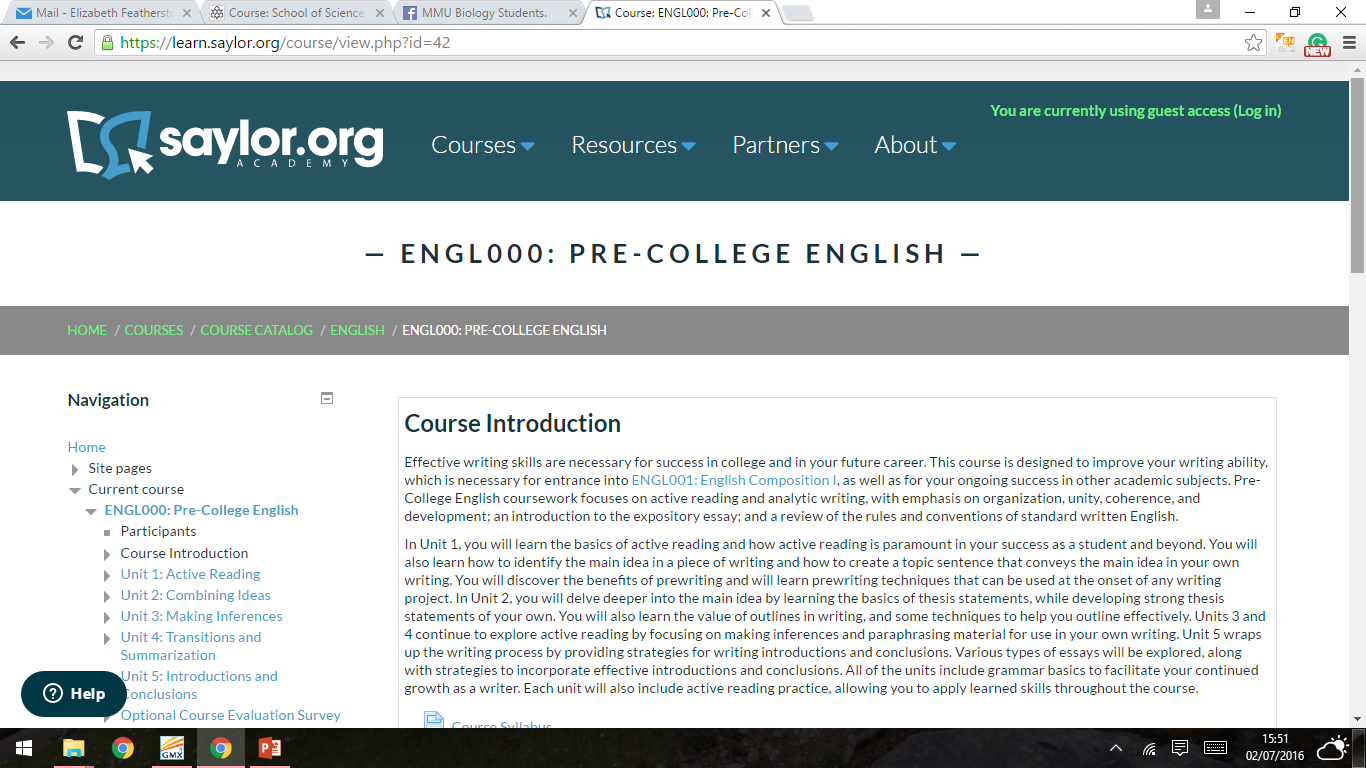 Mail - Elizabeth Featherst
Course: School of Science
MMU Biology Students.
Course: ENGL000: Pre-Col
https://learn.saylor.org/course/view.php?id=42
NEW
You are currently using guest access (Log in)
saylor.org
ACADEMY
Courses
Resources
Partners
About
— ENGL000: PRE-COLLEGE ENGLISH —
HOME / COURSES / COURSE CATALOG / ENGLISH / ENGL000: PRE-COLLEGE ENGLISH
Navigation
Home
Site pages
Current course
ENGL000: Pre-College English
Participants
Course Introduction
Unit 1: Active Reading
Unit 2: Combining Ideas
Unit 3: Making Inferences
Unit 4: Transitions and
Summarization
Unit 5: Introductions and
Conclusions
Optional Course Evaluation Survey
Help
Course Introduction
Effective writing skills are necessary for success in college and in your future career. This course is designed to improve your writing ability,
which is necessary for entrance into ENGL001: English Composition I, as well as for your ongoing success in other academic subjects. Pre-
College English coursework focuses on active reading and analytic writing, with emphasis on organization, unity, coherence, and
development; an introduction to the expository essay; and a review of the rules and conventions of standard written English.
In Unit 1, you will learn the basics of active reading and how active reading is paramount in your success as a student and beyond. You will
also learn how to identify the main idea in a piece of writing and how to create a topic sentence that conveys the main idea in your own
writing. You will discover the benefits of prewriting and will learn prewriting techniques that can be used at the onset of any writing
project. In Unit 2, you will delve deeper into the main idea by learning the basics of thesis statements, while developing strong thesis
statements of your own. You will also learn the value of outlines in writing, and some techniques to help you outline effectively. Units 3 and
4 continue to explore active reading by focusing on making inferences and paraphrasing material for use in your own writing. Unit 5 wraps
up the writing process by providing strategies for writing introductions and conclusions. Various types of essays will be explored, along
with strategies to incorporate effective introductions and conclusions. All of the units include grammar basics to facilitate your continued
growth as a writer. Each unit will also include active reading practice, allowing you to apply learned skills throughout the course.
Course Syllabus
GMX
15:51
02/07/2016